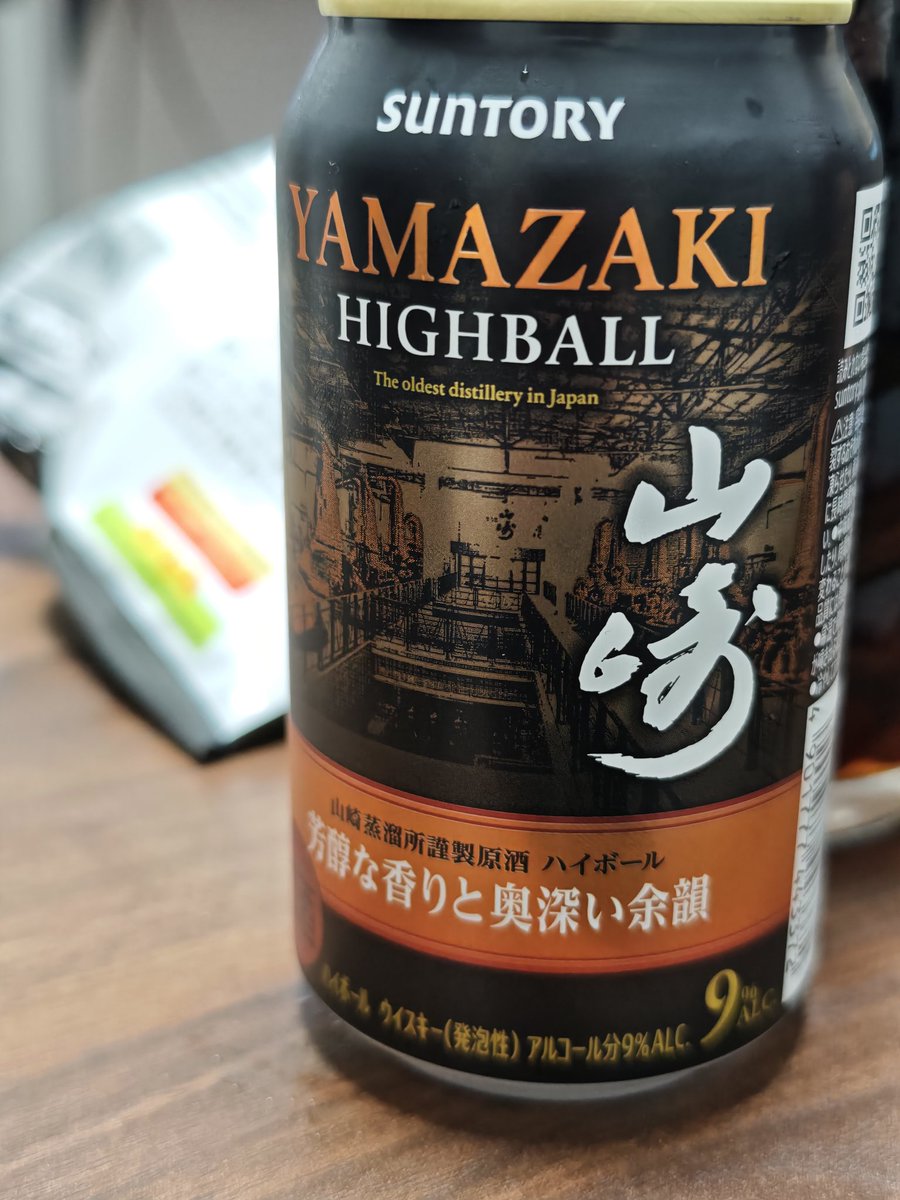 SUNTORY
YAMAZAKI
HIGHBALL
The oldest distillery in Japan
山崎
山崎蒸溜所謹製原酒 ハイボール
芳醇な香りと奥深い余韻
ハイボール ウイスキー(発泡性) アルコール分9%ALC.
9% ALC.